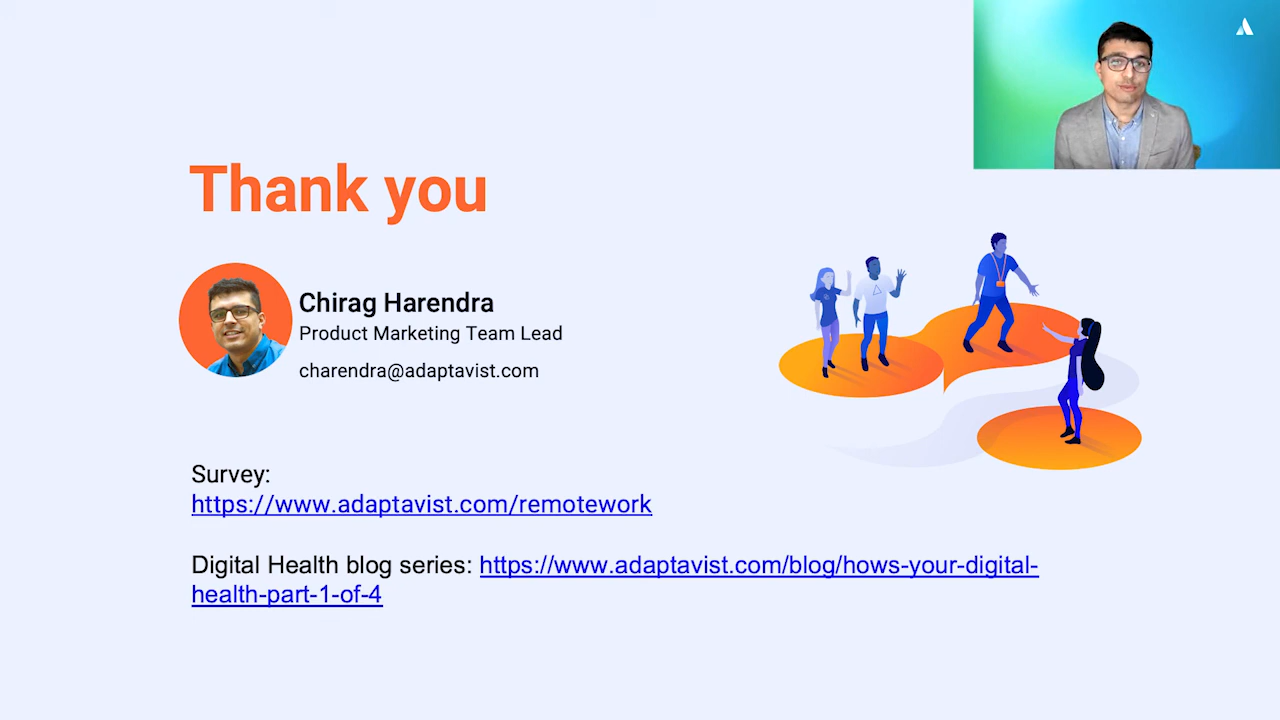 Thank you
Chirag Harendra
Product Marketing Team Lead
charendra@adaptavist.com
Survey:
https://www.adaptavist.com/remotework
Digital Health blog series: https://www.adaptavist.com/blog/hows-your-digital-
health-part-1-of-4